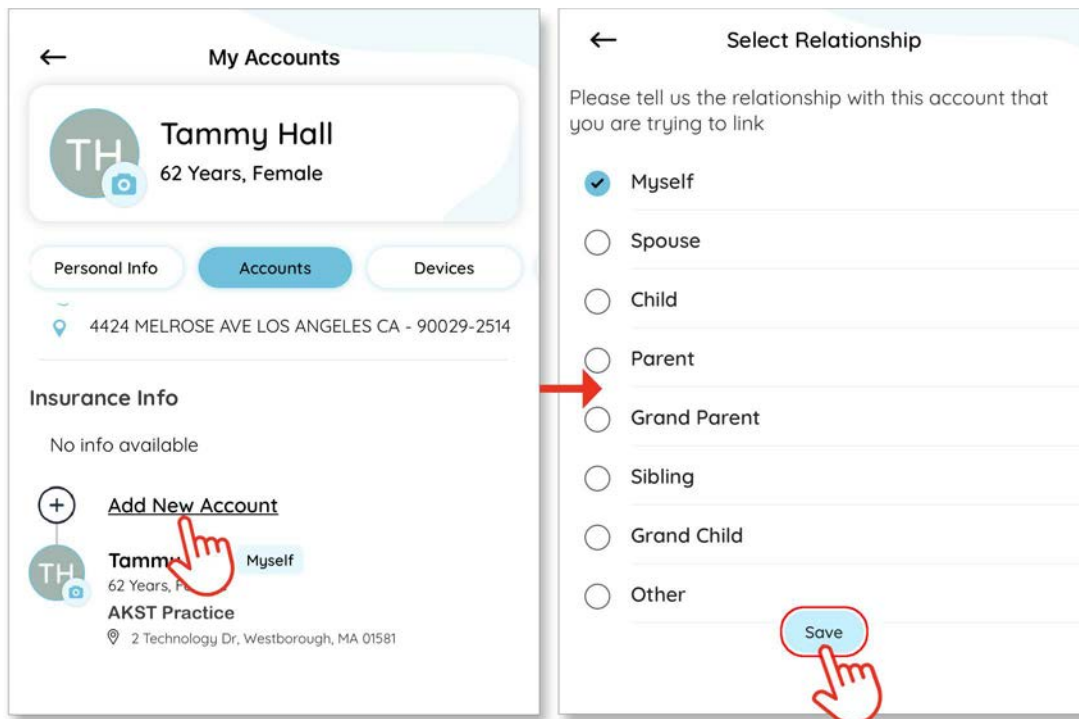 My Accounts
TH
Tammy Hall
62 Years, Female
Personal Info
Accounts
Devices
4424 MELROSE AVE LOS ANGELES CA - 90029-2514
Insurance Info
No info available
Add New Account
TH
Tammy
Myself
62 Years,
AKST Practice
2 Technology Dr, Westborough, MA 01581
Select Relationship
Please tell us the relationship with this account that
you are trying to link
Myself
Spouse
Child
Parent
Grand Parent
Sibling
Grand Child
Other
Save